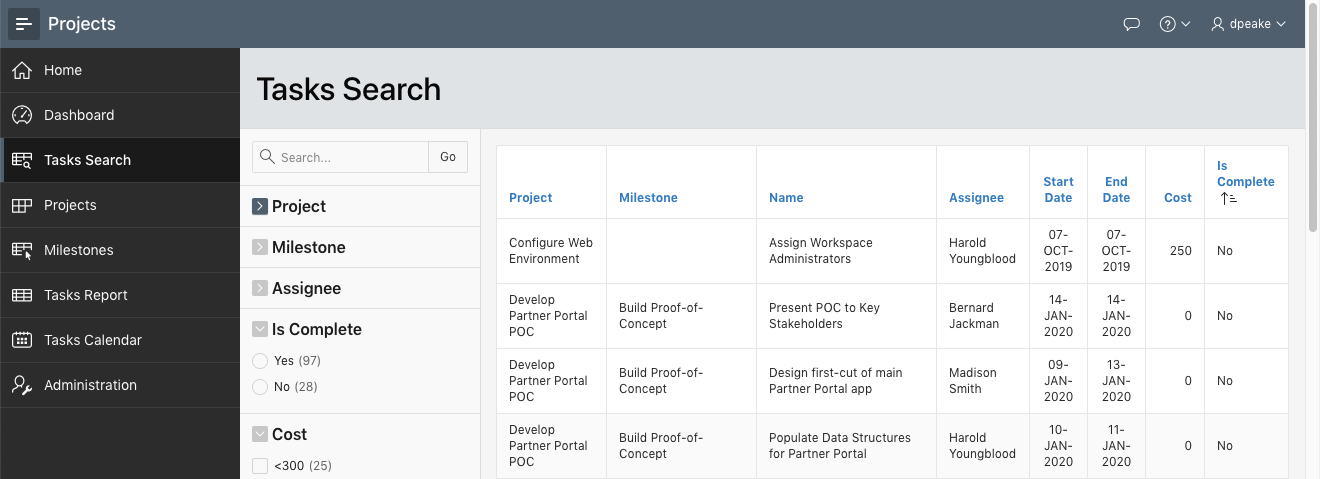 Projects
dpeake
Home
Dashboard
Tasks Search
Projects
Milestones
Tasks Report
Tasks Calendar
Administration
Tasks Search
Search...
Go
Project
Milestone
Assignee
Is Complete
Yes (97)
No (28)
Cost
<300 (25)
Project
Milestone
Name
Assignee
Start
Date
End
Date
Cost
Is
Complete
Configure Web
Environment
Assign Workspace
Administrators
Harold
Youngblood
07-
OCT-
2019
07-
OCT-
2019
250
No
Develop
Partner Portal
POC
Build Proof-of-
Concept
Present POC to Key
Stakeholders
Bernard
Jackman
14-
JAN-
2020
14-
JAN-
2020
0
No
Develop
Partner Portal
POC
Build Proof-of-
Concept
Design first-cut of main
Partner Portal app
Madison
Smith
09-
JAN-
2020
13-
JAN-
2020
0
No
Develop
Partner Portal
POC
Build Proof-of-
Concept
Populate Data Structures
for Partner Portal
Harold
Youngblood
10-
JAN-
2020
11-
JAN-
2020
0
No